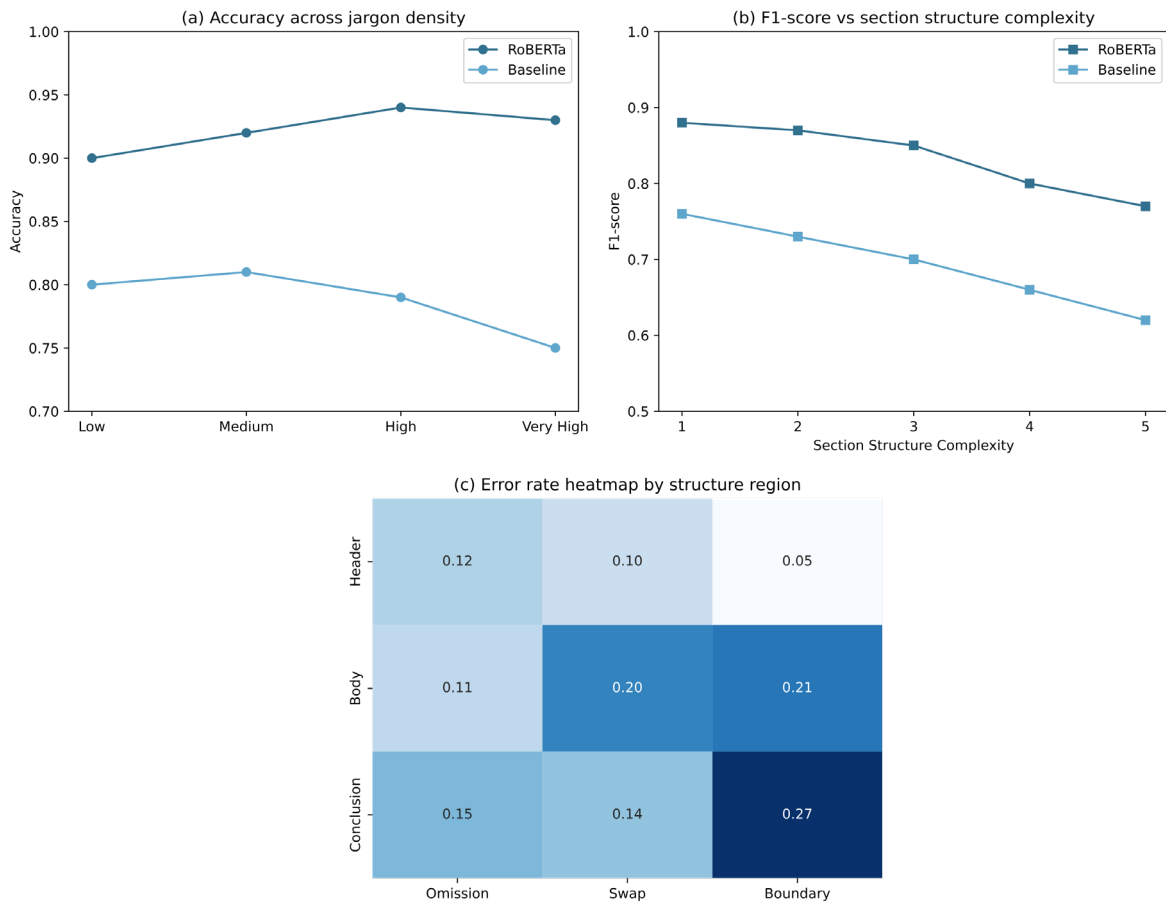 (a) Accuracy across jargon density
1.00
0.95
0.90
0.85
0.80
0.75
0.70
Accuracy
RoBERTa
Baseline
Low Medium High Very High
(b) F1-score vs section structure complexity
1.0
0.9
0.8
0.7
0.6
0.5
F1-score
RoBERTa
Baseline
1 2 3 4 5
Section Structure Complexity
(c) Error rate heatmap by structure region
Header
0.12 0.10 0.05
Body
0.11 0.20 0.21
Conclusion
0.15 0.14 0.27
Omission Swap Boundary